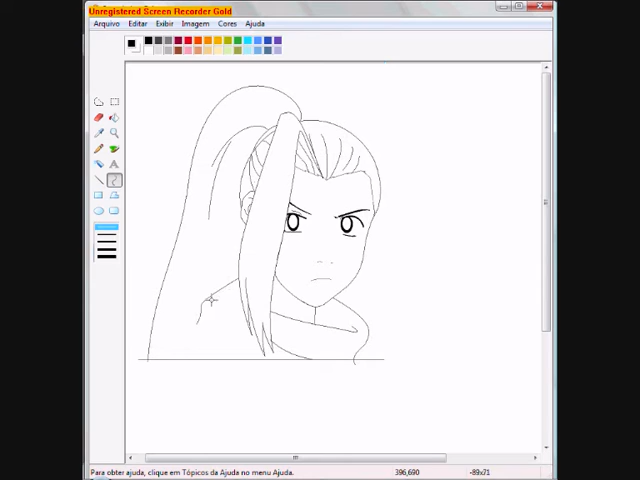 Unregistered Screen Recorder Gold
Arquivo Editar Exibir Imagem Cores Ajuda
A
Para obter ajuda, clique em Tópicos da Ajuda no menu Ajuda. 396,690 -89x71